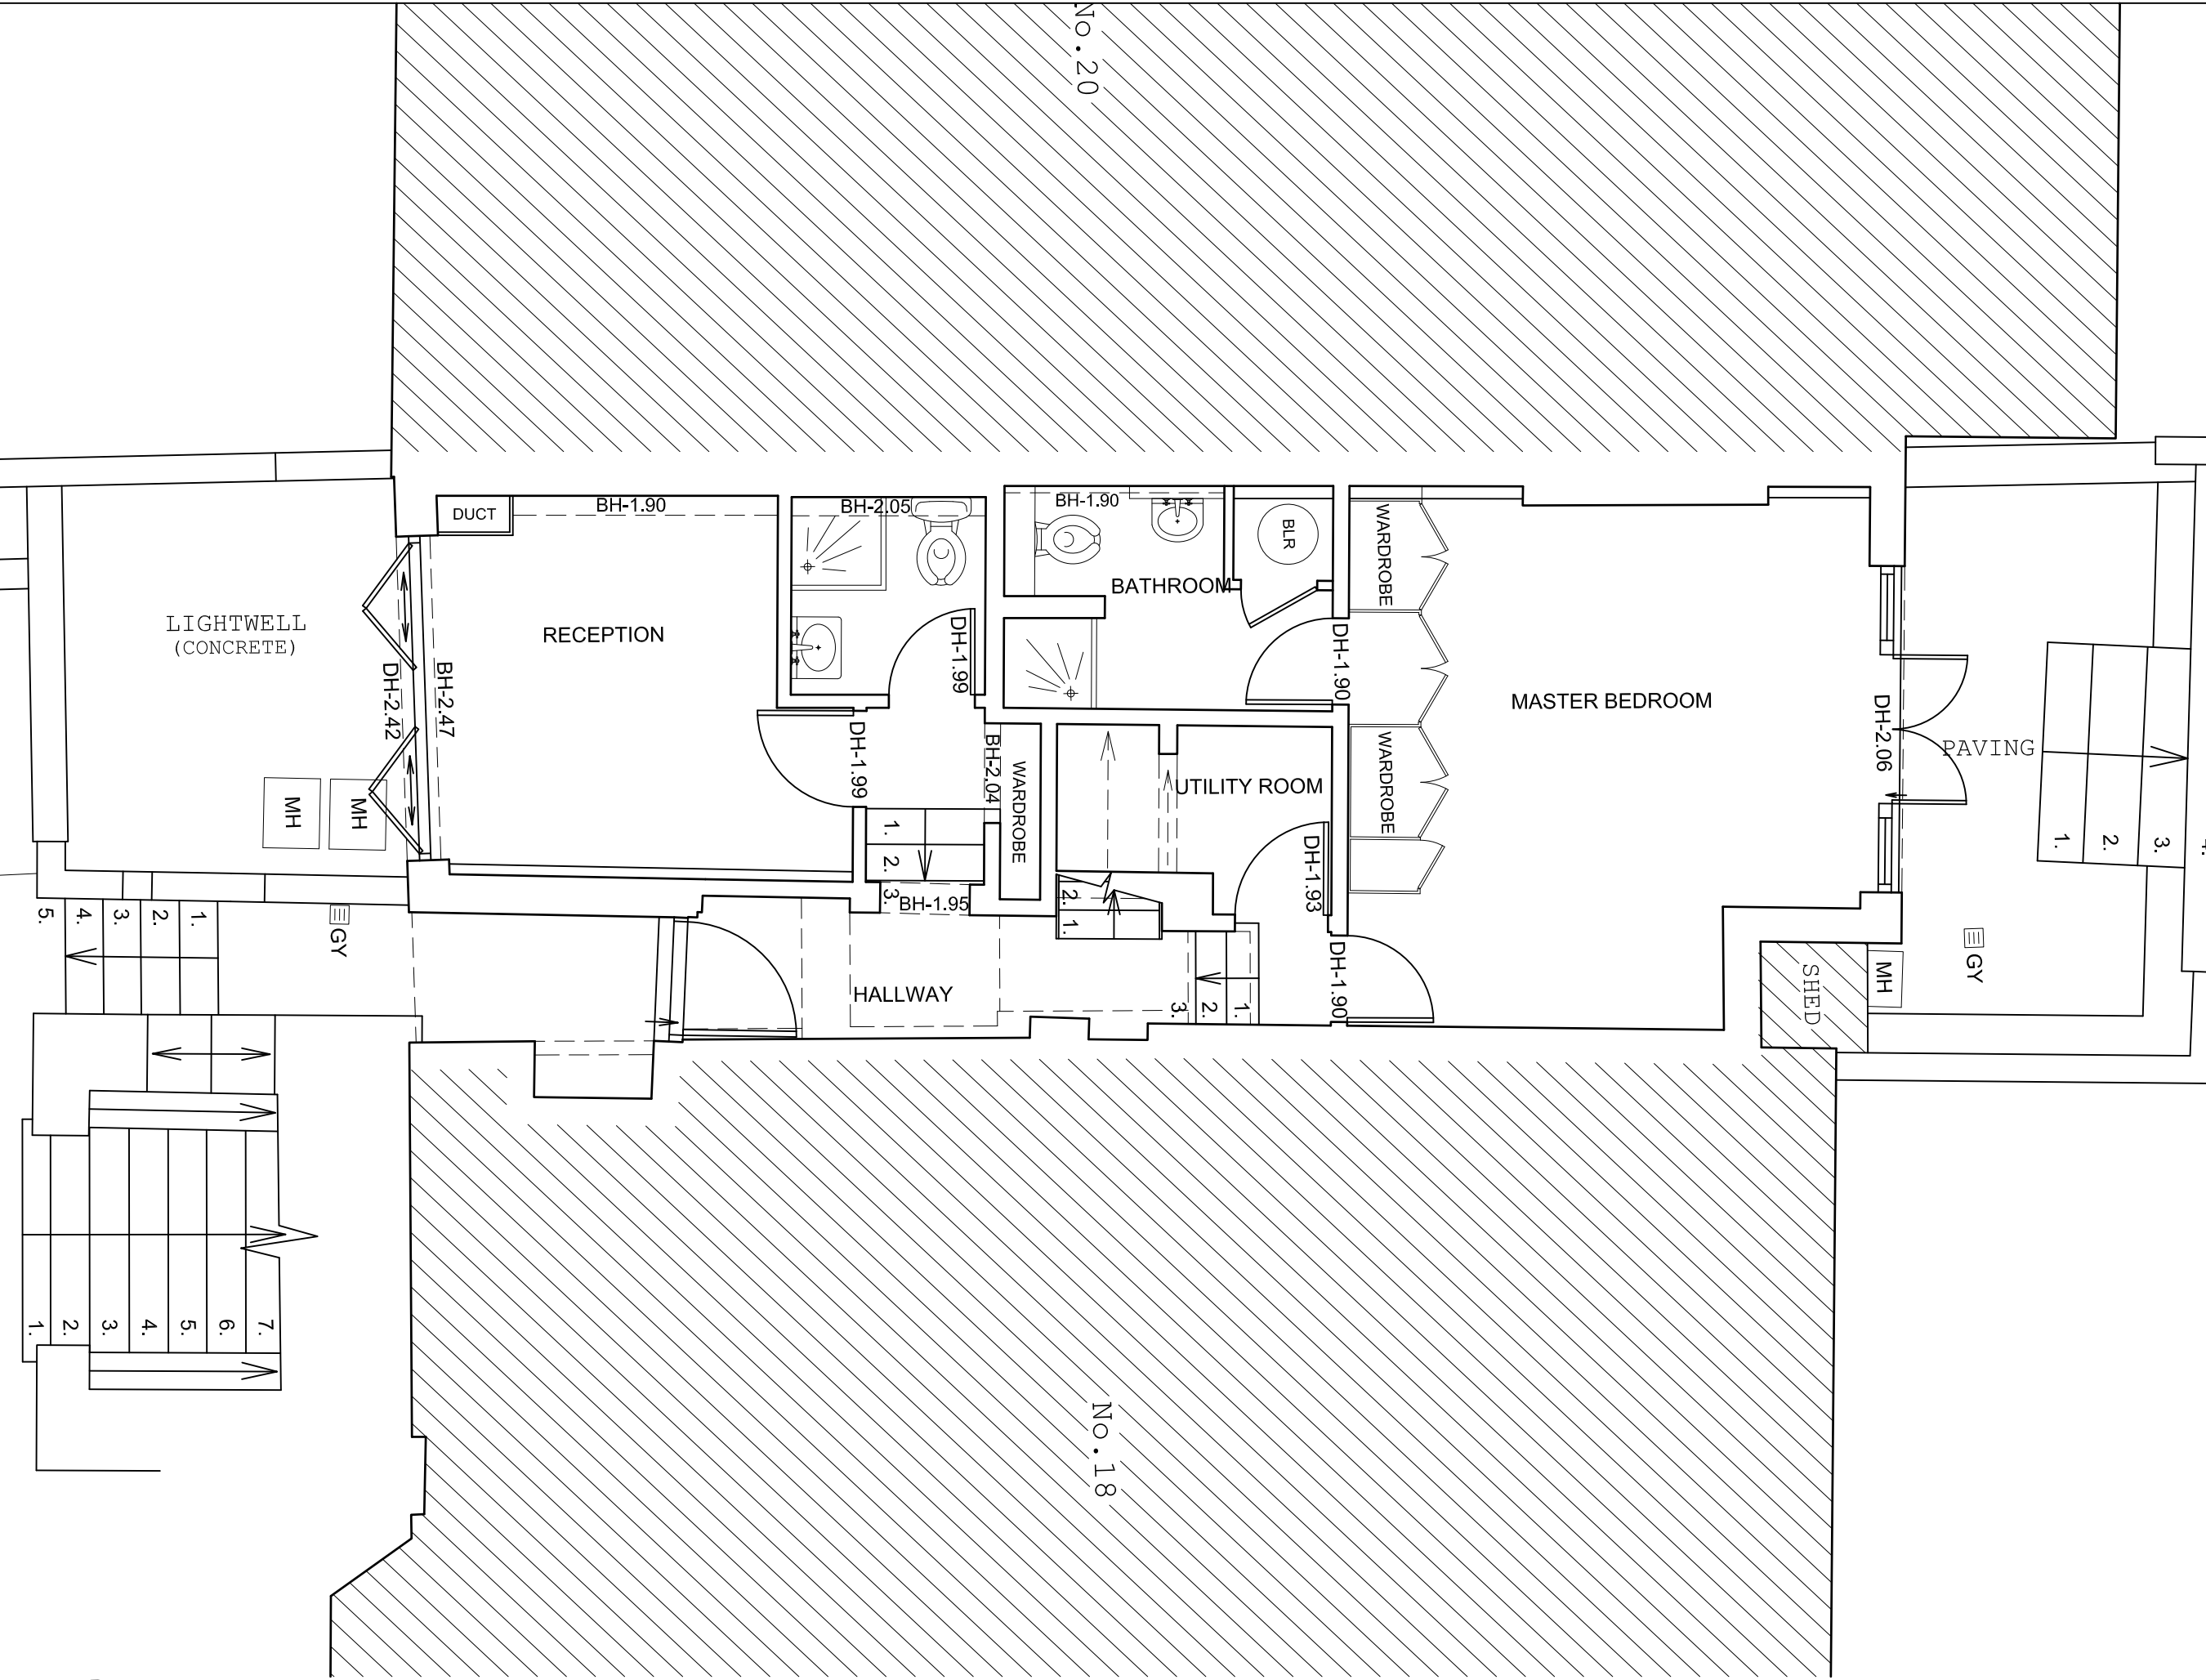 No.20
DUCT
BH-1.90
BH-2.05
BH-1.90
BLR
WARDROBE
BATHROOM
LIGHTWELL
(CONCRETE)
RECEPTION
DH-1.99
DH-1.90
MASTER BEDROOM
DH-2.42
BH-2.47
DH-1.99
BH-2.04
WARDROBE
UTILITY ROOM
WARDROBE
DH-2.06
PAVING
MH
MH
1.
2.
3.
BH-1.95
2.
1.
DH-1.93
1.
2.
3.
4.
5.
4.
3.
2.
1.
GY
HALLWAY
3.
2.
1.
DH-1.90
SHED
MH
GY
1.
2.
3.
4.
5.
6.
7.
No.18